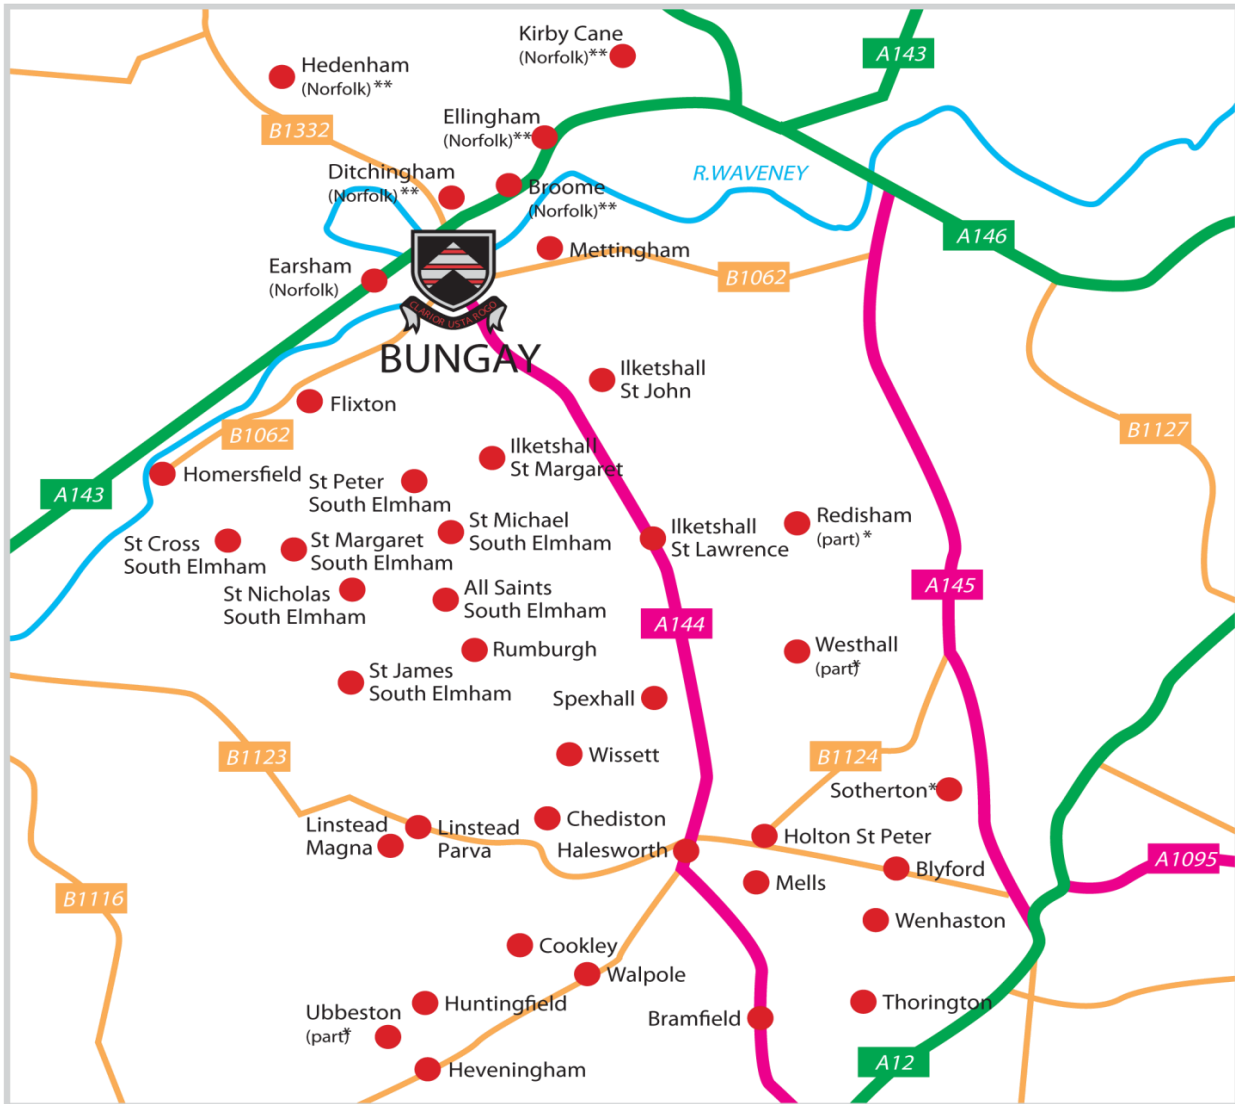 Kirby Cane
(Norfolk)**
A143
Hedenham
(Norfolk)**
Ellingham
(Norfolk)**
B1332
Ditchingham
(Norfolk)**
R.WAVENEY
Broome
(Norfolk)**
A146
Mettingham
Earsham
(Norfolk)
B1062
CLARIOR USTA ROGO
BUNGAY
Ilketshall
St John
Flixton
B1062
B1127
Ilketshall
St Margaret
Homersfield
St Peter
South Elmham
A143
Redisham
(part)*
St Michael
South Elmham
Ilketshall
St Lawrence
St Cross
South Elmham
St Margaret
South Elmham
A145
St Nicholas
South Elmham
All Saints
South Elmham
A144
Rumburgh
Westhall
(part)*
St James
South Elmham
Spexhall
B1123
Wissett
B1124
Sotherton*
Linstead
Magna
Linstead
Parva
Chediston
Holton St Peter
Halesworth
A1095
Blyford
Mells
B1116
Wenhaston
Cookley
Walpole
Huntingfield
Thorington
Ubbeston
(part)*
Bramfield
A12
Heveningham